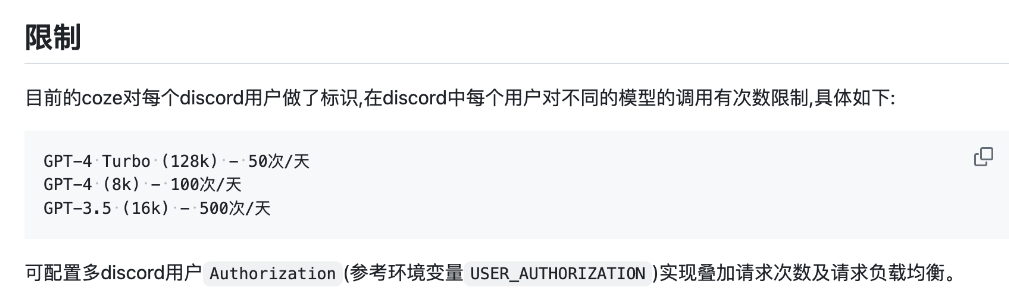 限制
目前的coze对每个discord用户做了标识,在discord中每个用户对不同的模型的调用有次数限制,具体如下:
GPT-4 Turbo (128k) - 50次/天
GPT-4 (8k) - 100次/天
GPT-3.5 (16k) - 500次/天
可配置多discord用户 Authorization (参考环境变量 USER_AUTHORIZATION )实现叠加请求次数及请求负载均衡。